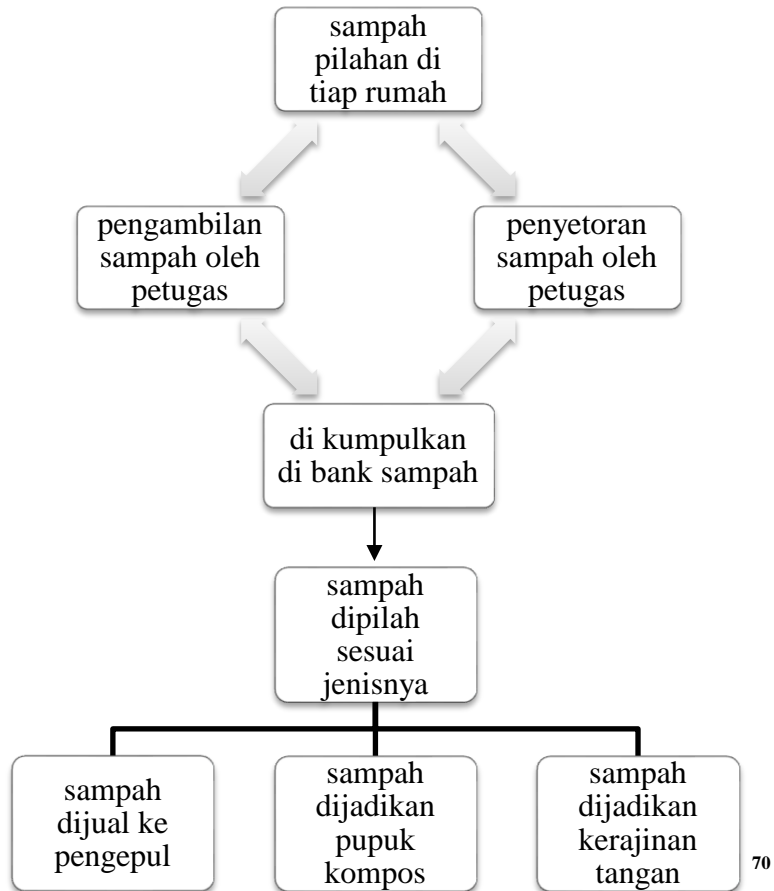 sampah
pilahan di
tiap rumah
pengambilan
sampah oleh
petugas
penyetoran
sampah oleh
petugas
di kumpulkan
di bank sampah
sampah
dipilah
sesuai
jenisnya
sampah
dijual ke
pengepul
sampah
dijadikan
pupuk
kompos
sampah
dijadikan
kerajinan
tangan
70